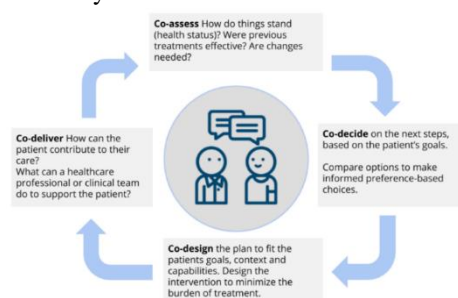 Co-assess How do things stand
(health status)? Were previous
treatments effective? Are changes
needed?
Co-decide on the next steps,
based on the patient's goals.
Compare options to make
informed preference-based
choices.
Co-design the plan to fit the
patients goals, context and
capabilities. Design the
intervention to minimize the
burden of treatment.
Co-deliver How can the
patient contribute to their
care?
What can a healthcare
professional or clinical team
do to support the patient?